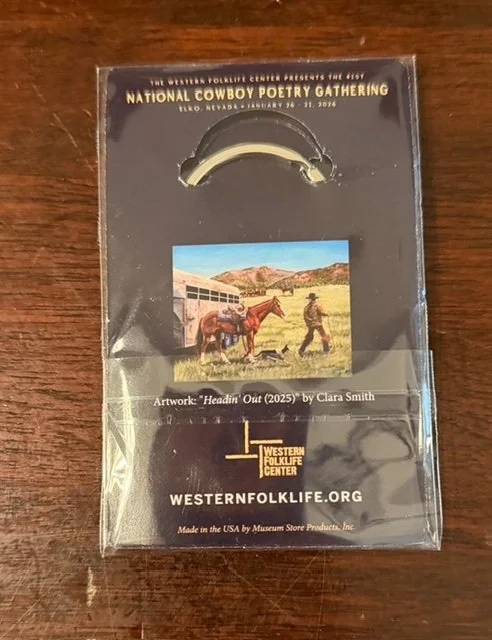 THE WESTERN FOLKLIFE CENTER PRESENTS THE 41ST
NATIONAL COWBOY POETRY GATHERING
ELKO, NEVADA • JANUARY 26 - 31, 2026
Artwork: "Headin' Out (2025)" by Clara Smith
WESTERN
FOLKLIFE
CENTER
WESTERNFOLKLIFE.ORG
Made in the USA by Museum Store Products, Inc.